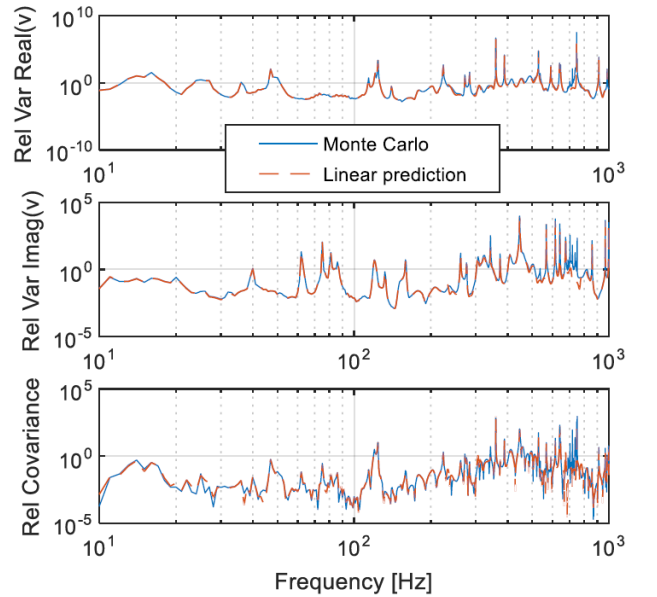 Rel Var Real(v)
10^10
10^0
10^-10
10^1
10^3
Monte Carlo
Linear prediction
Rel Var Imag(v)
10^5
10^0
10^-5
10^1
10^2
10^3
Rel Covariance
10^5
10^0
10^-5
10^1
10^2
10^3
Frequency [Hz]